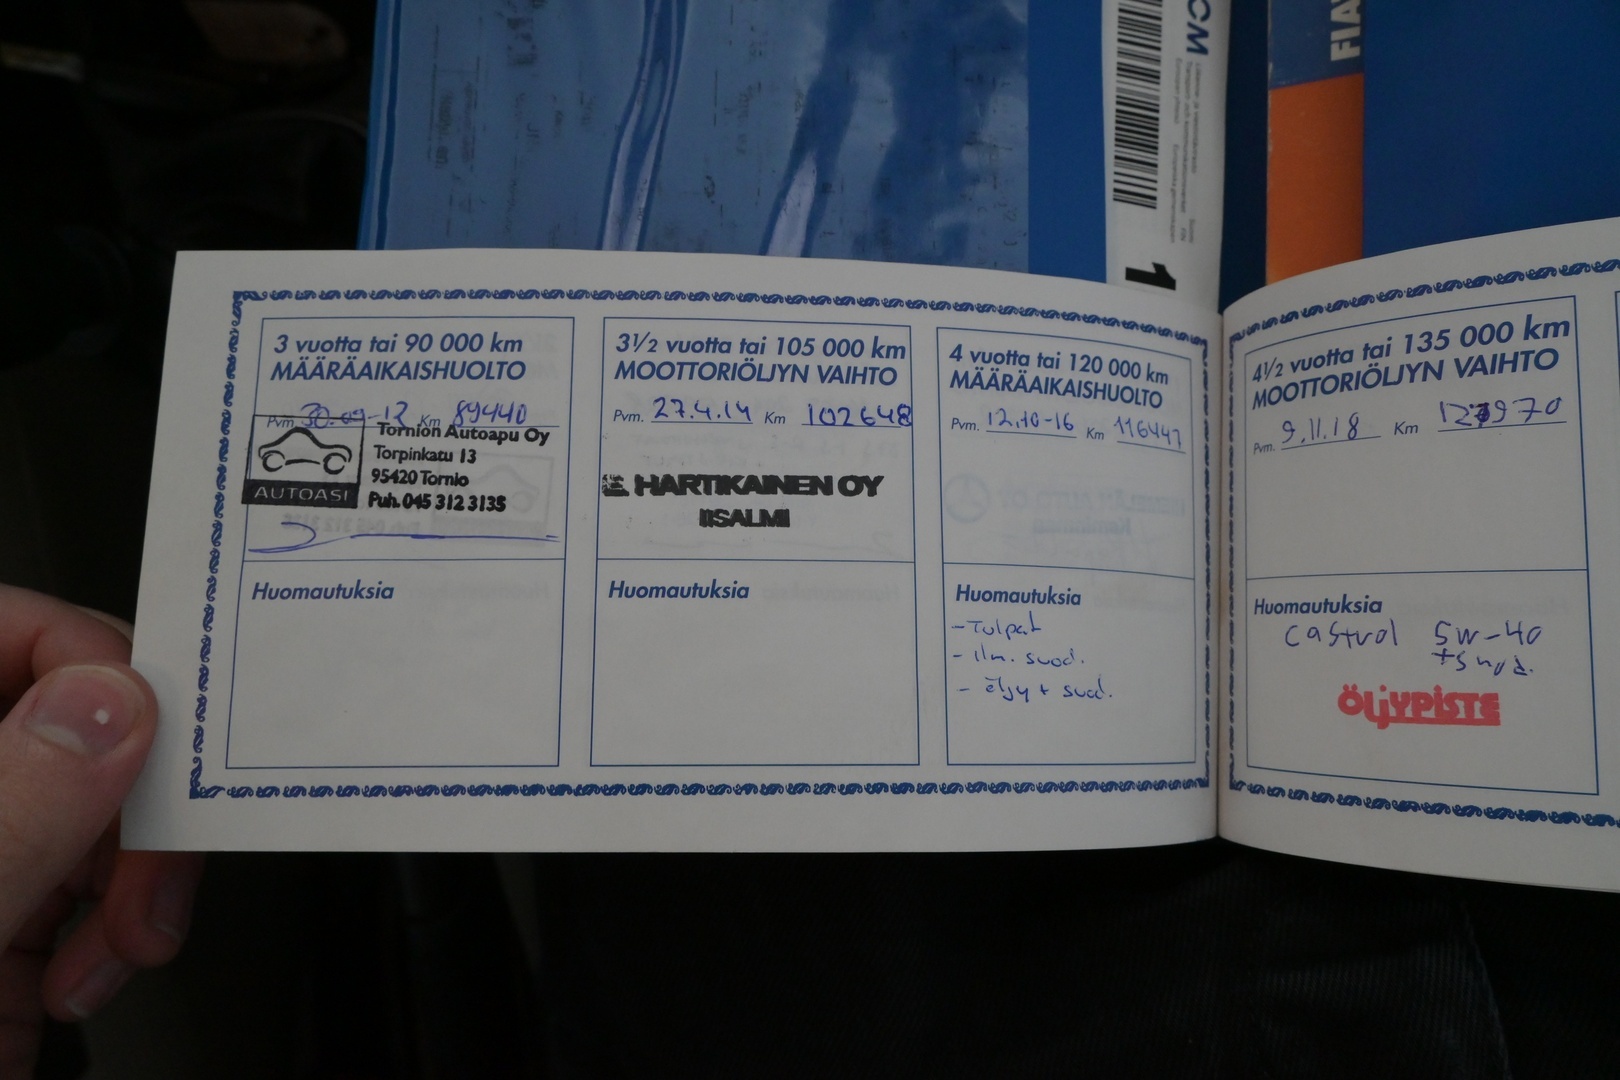 CM
FIA
1
3 vuotta tai 90 000 km
MÄÄRÄAIKAISHUOLTO
Pvm. 30-09-12 Km 89440
Tornion Autoapu Oy
Torpinkatu 13
95420 Tornio
Puh. 045 312 3135
AUTOASI
Huomautuksia
3½ vuotta tai 105 000 km
MOOTTORIÖLJYN VAIHTO
Pvm. 27.4.14 Km 102648
E. HARTIKAINEN OY
IISALMI
Huomautuksia
4 vuotta tai 120 000 km
MÄÄRÄAIKAISHUOLTO
Pvm. 12.10-16 Km 116447
Huomautuksia
- Tulpat
- ilm. suod.
- öljy + suod.
4½ vuotta tai 135 000 km
MOOTTORIÖLJYN VAIHTO
Pvm. 9.11.18 Km
Huomautuksia
Castrol 5W-40
+ suod.
ÖljYPiSTE